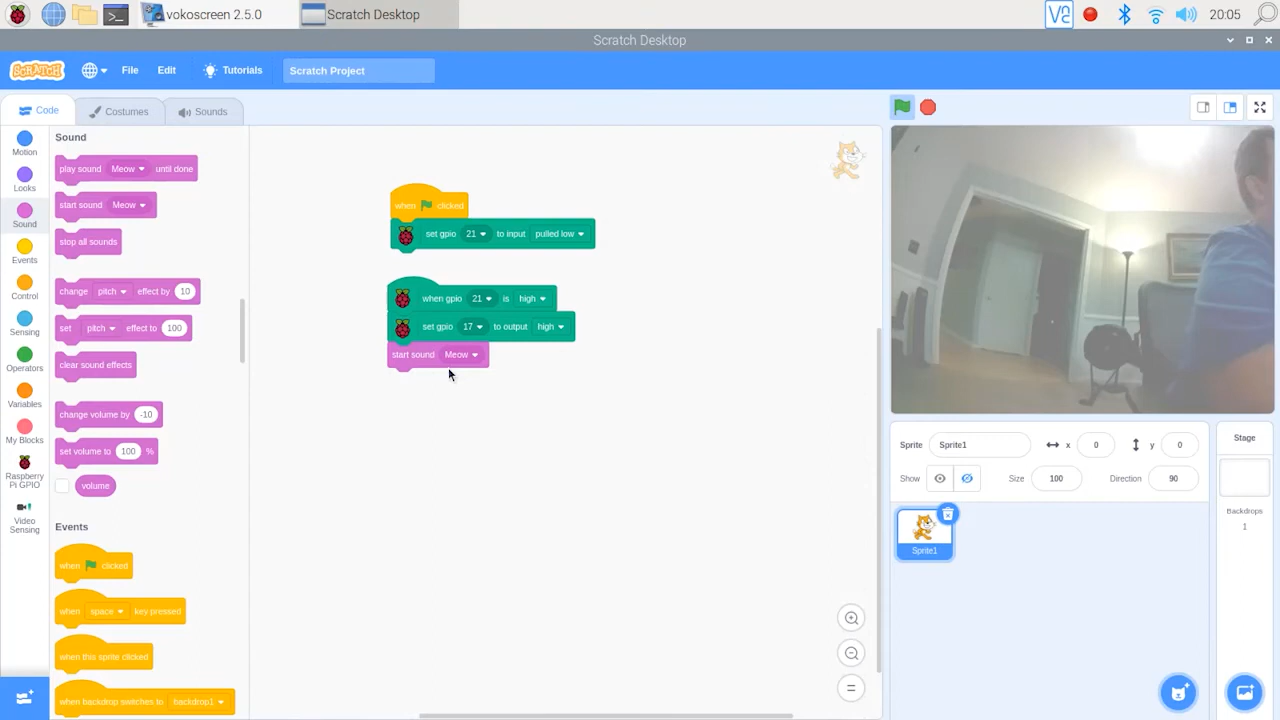 vokoscreen 2.5.0
Scratch Desktop
V2
20:05
Scratch Desktop
SCRATCH
File
Edit
Tutorials
Scratch Project
Code
Costumes
Sounds
Motion
Looks
Sound
Events
Control
Sensing
Operators
Variables
My Blocks
Raspberry
Pi GPIO
Video
Sensing
Sound
play sound Meow until done
start sound Meow
stop all sounds
change pitch effect by 10
set pitch effect to 100
clear sound effects
change volume by -10
set volume to 100 %
volume
Events
when clicked
when space key pressed
when this sprite clicked
when backdrop switches to backdrop1
when clicked
set gpio 21 to input pulled low
when gpio 21 is high
set gpio 17 to output high
start sound Meow
Sprite Sprite1 x 0 y 0
Show Size 100 Direction 90
Sprite1
Stage
Backdrops
1